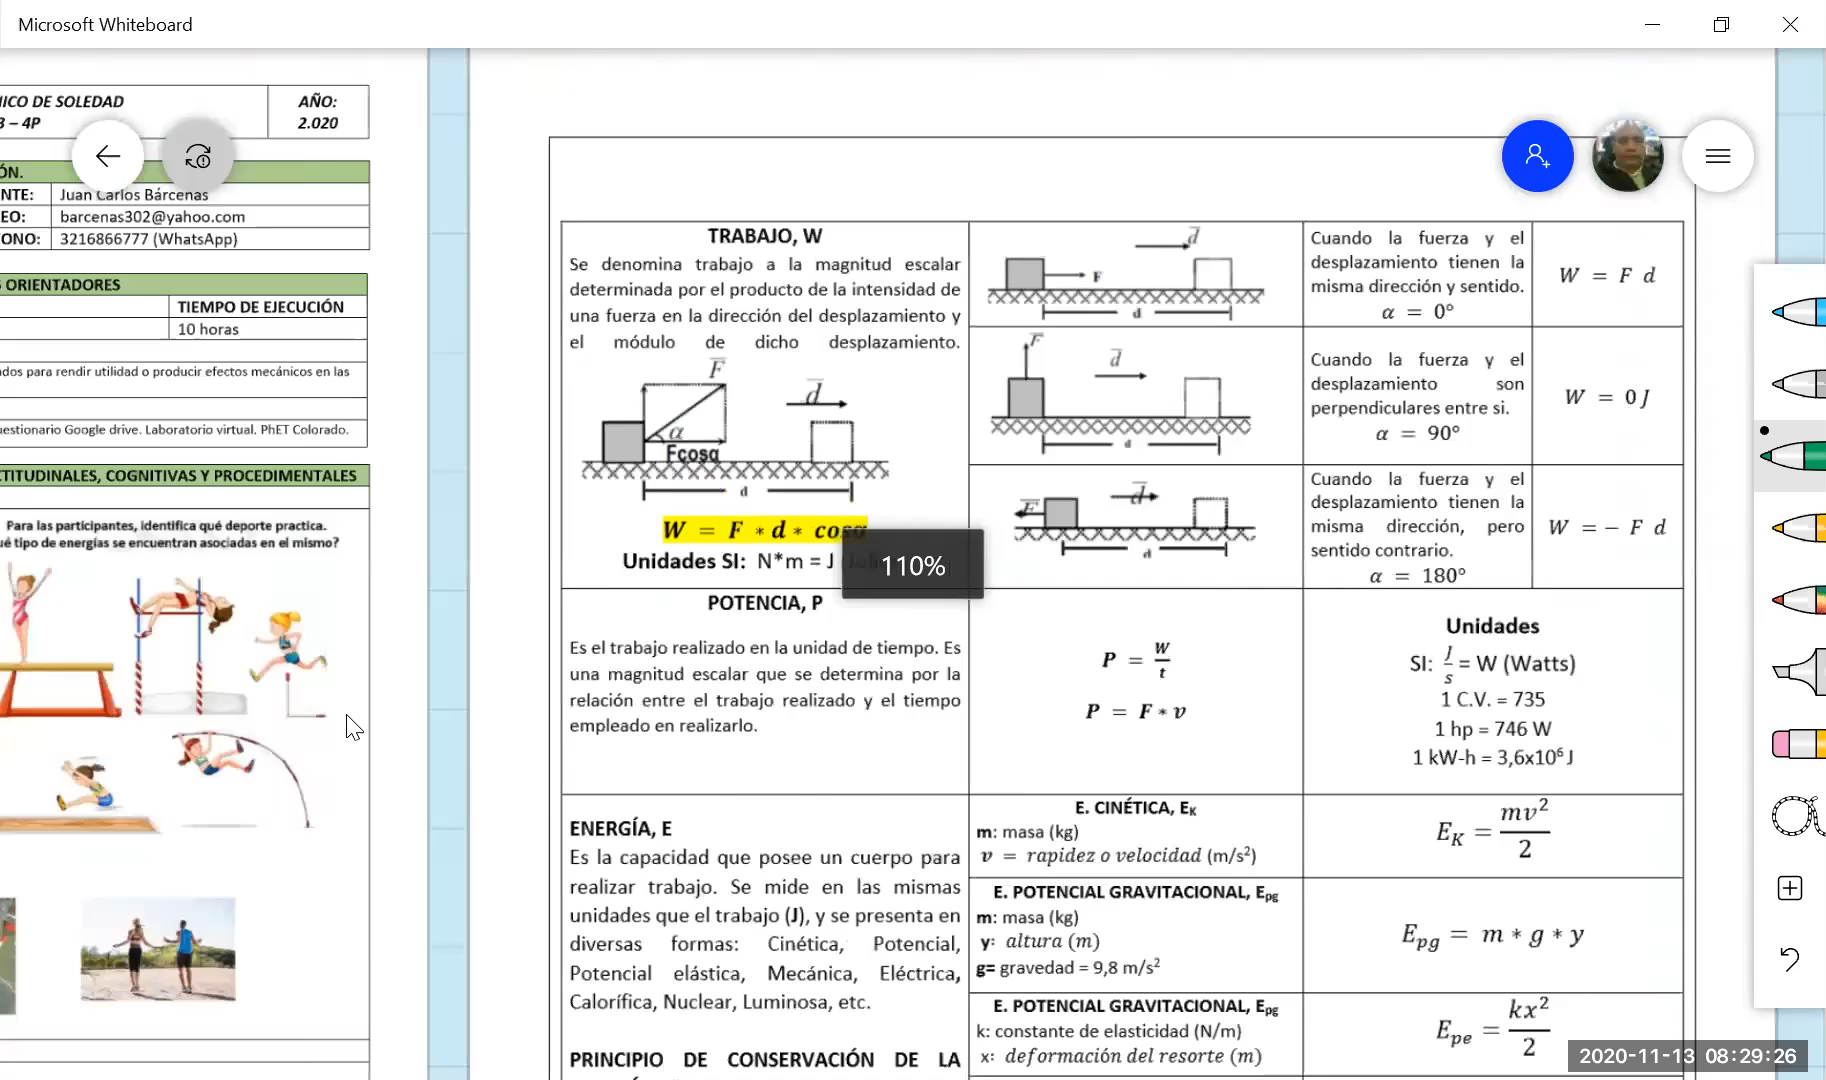 Microsoft Whiteboard
ICO DE SOLEDAD
3 – 4P
AÑO:
2.020
ÓN.
NTE: Juan Carlos Bárcenas
EO: barcenas302@yahoo.com
ONO: 3216866777 (WhatsApp)
ORIENTADORES
TIEMPO DE EJECUCIÓN
10 horas
dos para rendir utilidad o producir efectos mecánicos en las
uestionario Google drive. Laboratorio virtual. PhET Colorado.
CTITUDINALES, COGNITIVAS Y PROCEDIMENTALES
Para las participantes, identifica qué deporte practica.
ué tipo de energías se encuentran asociadas en el mismo?
TRABAJO, W
Se denomina trabajo a la magnitud escalar
determinada por el producto de la intensidad de
una fuerza en la dirección del desplazamiento y
el módulo de dicho desplazamiento.
F
d
α
Fcosα
d
W = F * d * cosα
Unidades SI: N*m = J
110%
d
F
d
Cuando la fuerza y el
desplazamiento tienen la
misma dirección y sentido.
α = 0°
W = F d
F
d
d
Cuando la fuerza y el
desplazamiento son
perpendiculares entre si.
α = 90°
W = 0 J
F
d
d
Cuando la fuerza y el
desplazamiento tienen la
misma dirección, pero
sentido contrario.
α = 180°
W = − F d
POTENCIA, P
Es el trabajo realizado en la unidad de tiempo. Es
una magnitud escalar que se determina por la
relación entre el trabajo realizado y el tiempo
empleado en realizarlo.
P = W/t
P = F * v
Unidades
SI: J/s = W (Watts)
1 C.V. = 735
1 hp = 746 W
1 kW-h = 3,6x10⁶ J
ENERGÍA, E
Es la capacidad que posee un cuerpo para
realizar trabajo. Se mide en las mismas
unidades que el trabajo (J), y se presenta en
diversas formas: Cinética, Potencial,
Potencial elástica, Mecánica, Eléctrica,
Calorífica, Nuclear, Luminosa, etc.
PRINCIPIO DE CONSERVACIÓN DE LA
E. CINÉTICA, Eₖ
m: masa (kg)
v = rapidez o velocidad (m/s²)
E_K = mv²/2
E. POTENCIAL GRAVITACIONAL, Epg
m: masa (kg)
y: altura (m)
g= gravedad = 9,8 m/s²
E_pg = m * g * y
E. POTENCIAL GRAVITACIONAL, Epg
k: constante de elasticidad (N/m)
x: deformación del resorte (m)
E_pe = kx²/2
2020-11-13 08:29:26